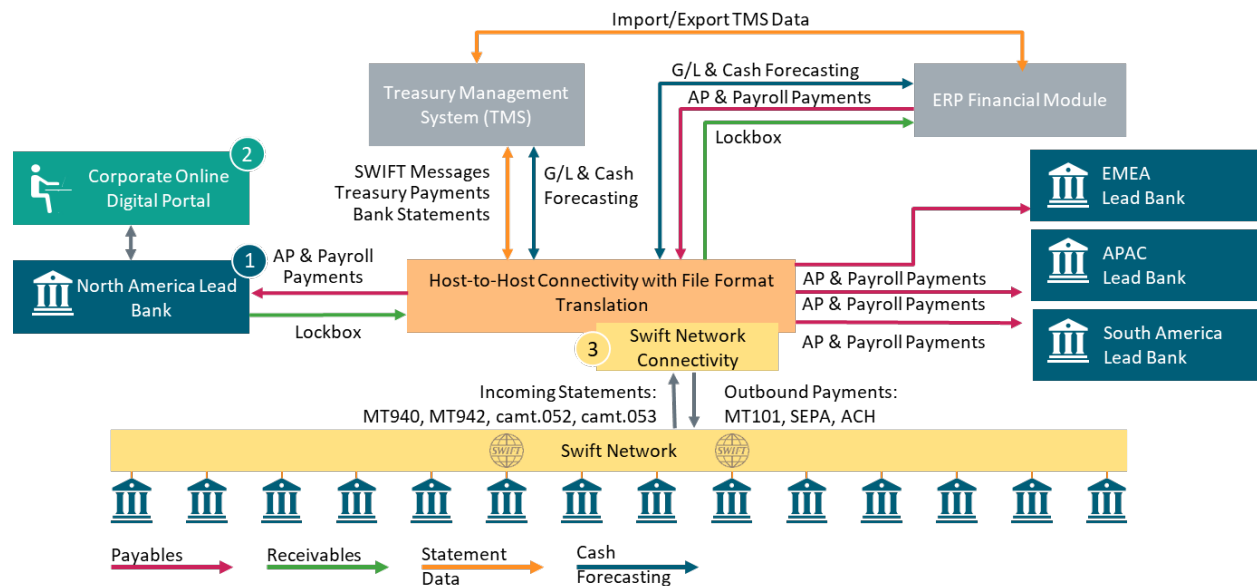 Import/Export TMS Data
Treasury Management
System (TMS)
G/L & Cash Forecasting
AP & Payroll Payments
Lockbox
ERP Financial Module
2
Corporate Online
Digital Portal
SWIFT Messages
Treasury Payments
Bank Statements
G/L & Cash
Forecasting
EMEA
Lead Bank
1
North America Lead
Bank
AP & Payroll
Payments
Lockbox
Host-to-Host Connectivity with File Format
Translation
AP & Payroll Payments
AP & Payroll Payments
AP & Payroll Payments
APAC
Lead Bank
South America
Lead Bank
3
Swift Network
Connectivity
Incoming Statements:
MT940, MT942, camt.052, camt.053
Outbound Payments:
MT101, SEPA, ACH
SWIFT
Swift Network
SWIFT
Payables
Receivables
Statement
Data
Cash
Forecasting